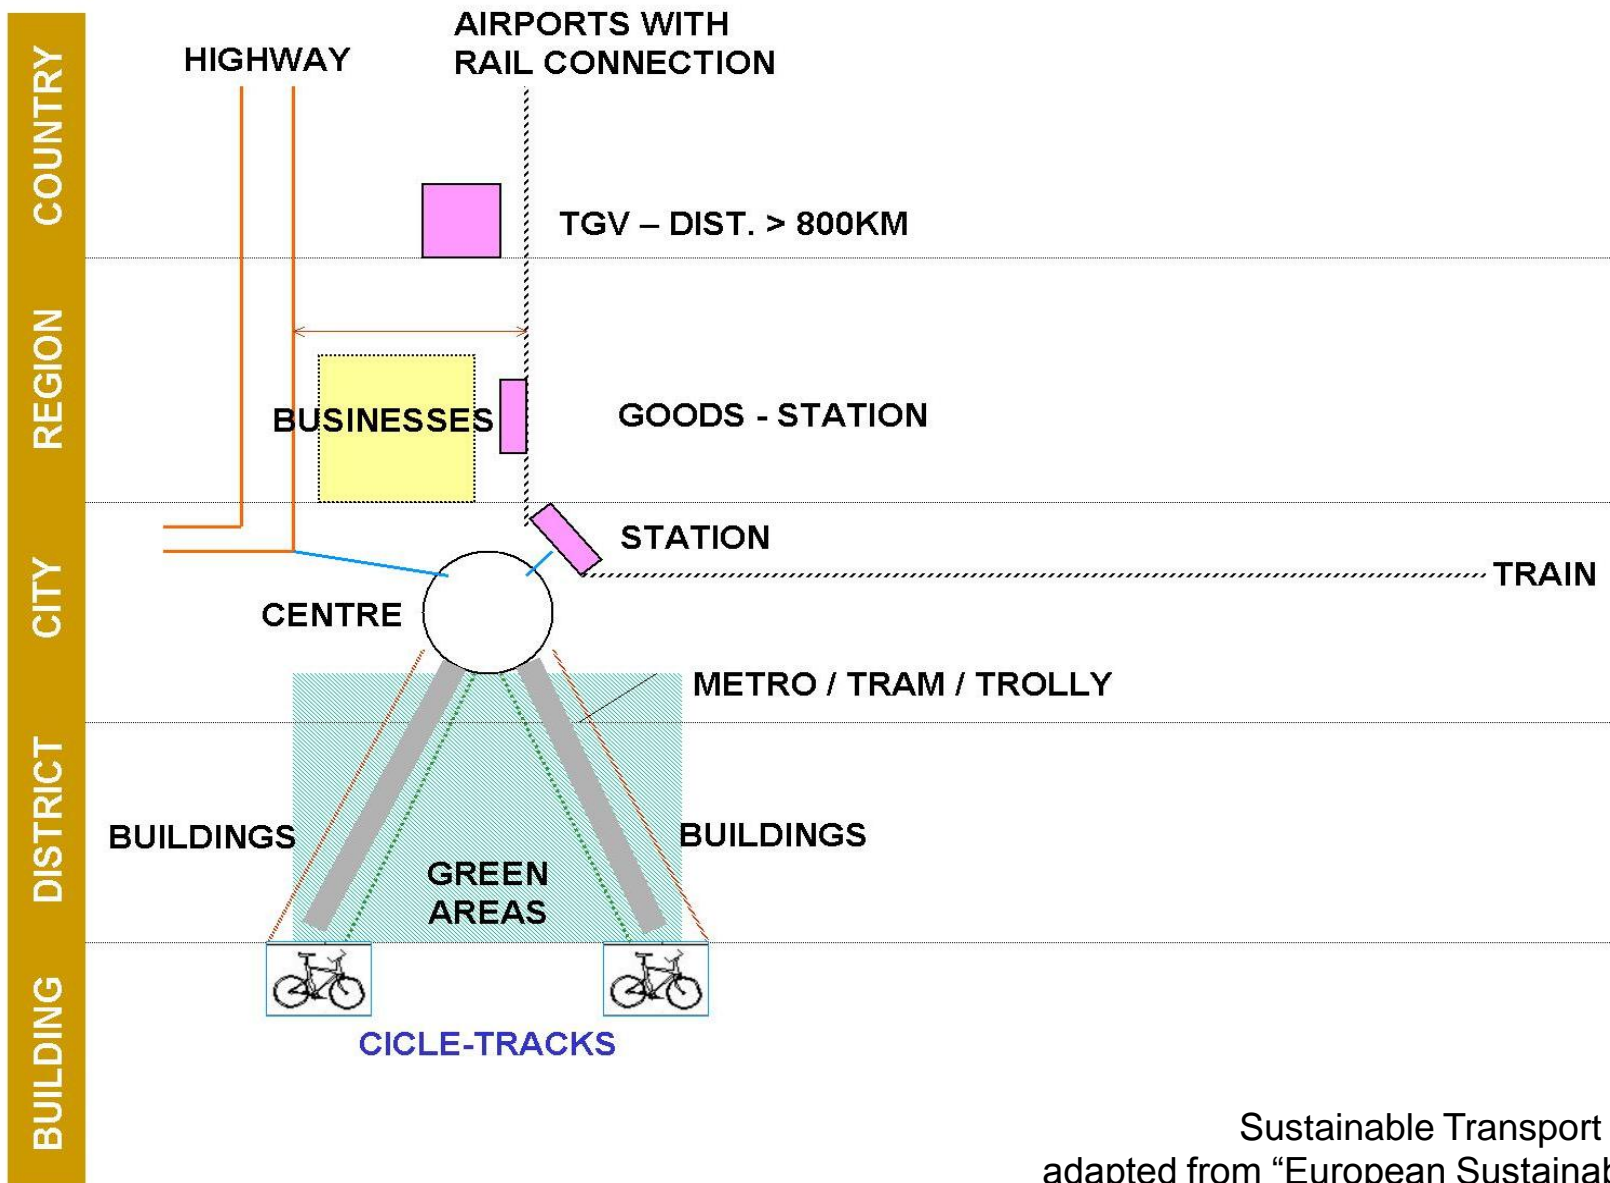 COUNTRY
HIGHWAY
AIRPORTS WITH
RAIL CONNECTION
TGV – DIST. > 800KM
REGION
BUSINESSES
GOODS - STATION
CITY
STATION
TRAIN
CENTRE
METRO / TRAM / TROLLY
DISTRICT
BUILDINGS
BUILDINGS
GREEN
AREAS
BUILDING
CICLE-TRACKS
Sustainable Transport
adapted from “European Sustainab